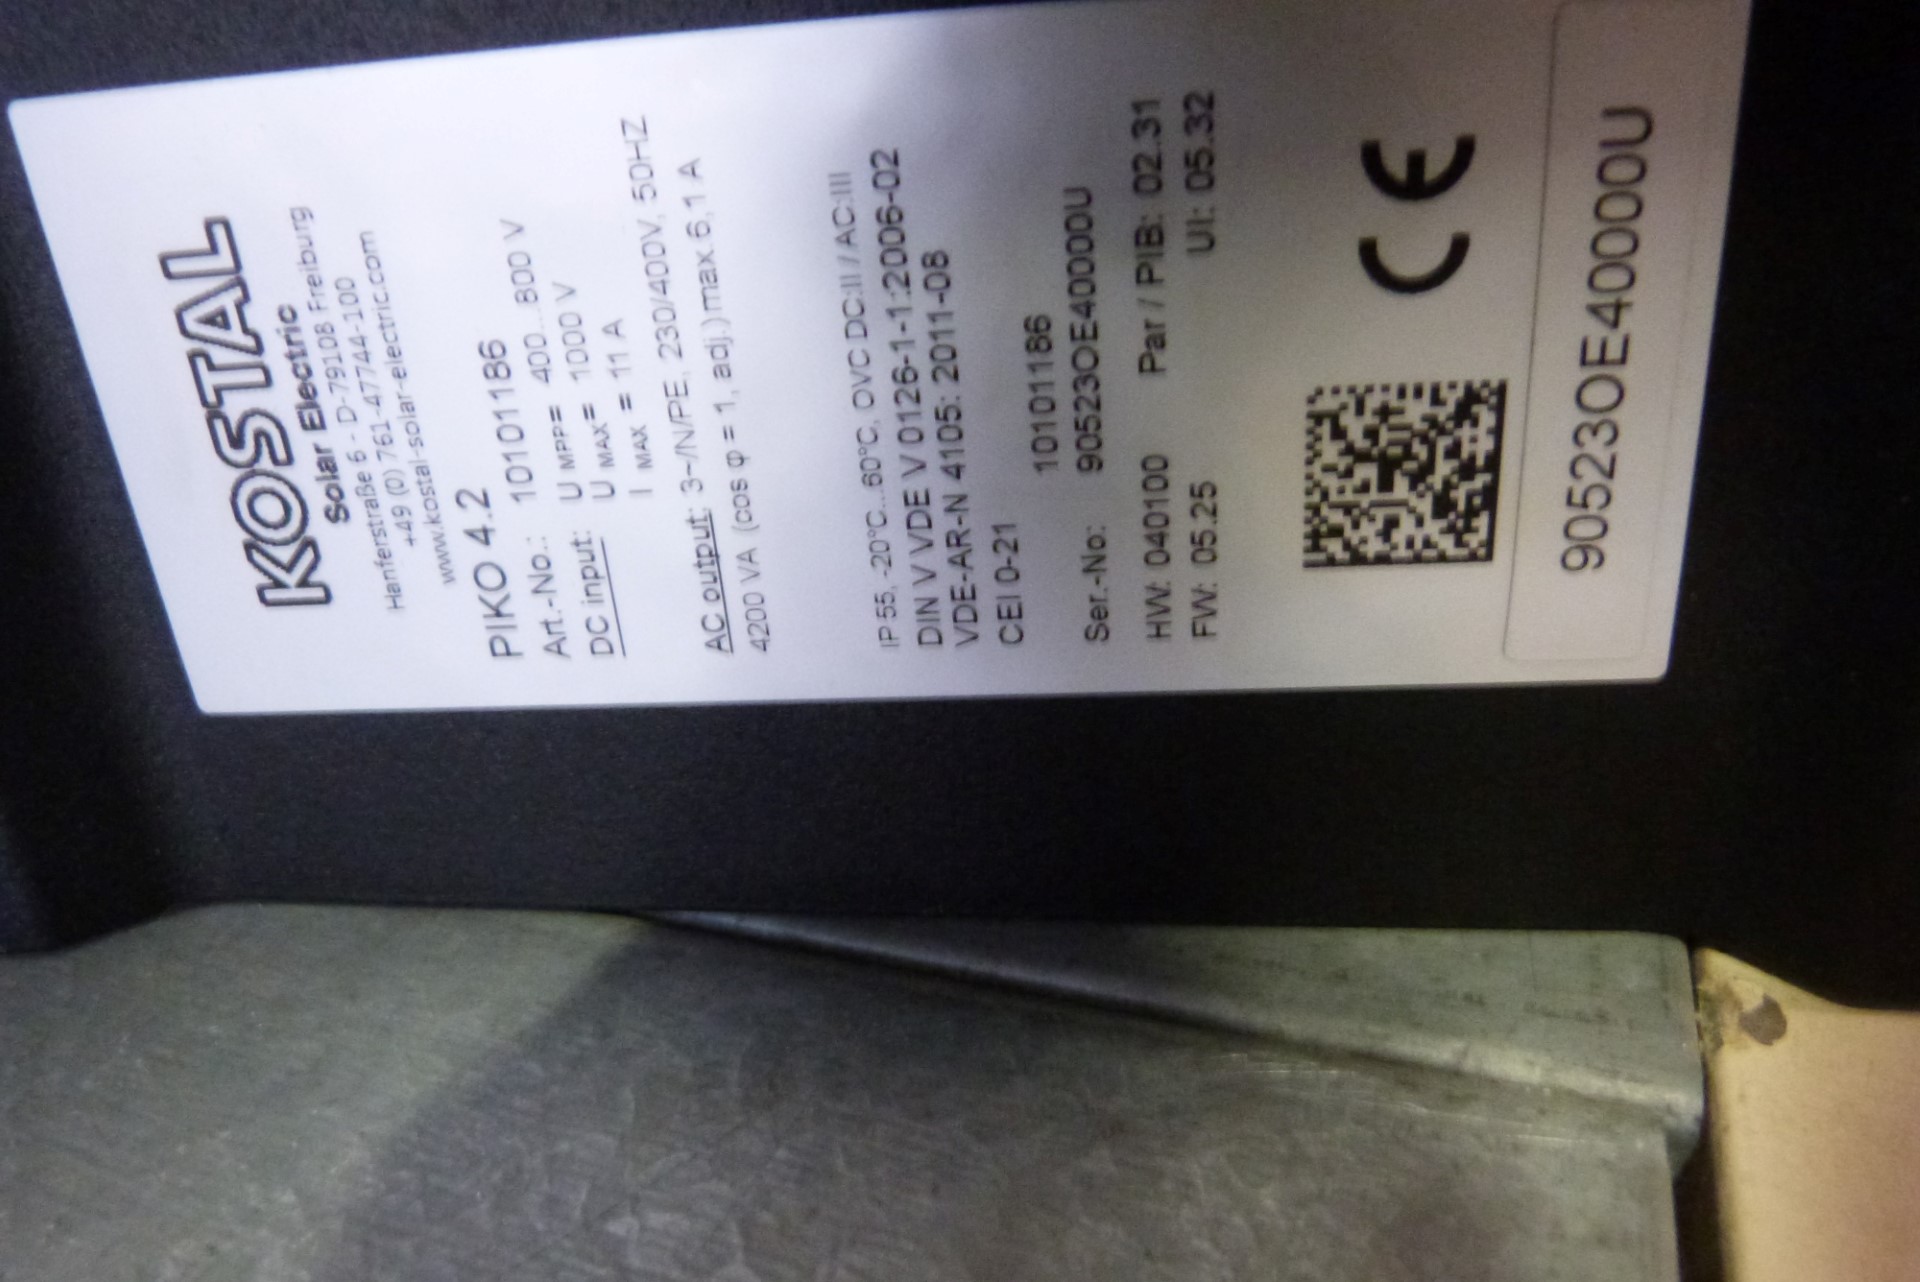 KOSTAL
Solar Electric
Hanferstraße 6 - D-79108 Freiburg
+49 (0) 761-47744-100
www.kostal-solar-electric.com
PIKO 4.2
Art.-No.: 10101186
DC input: U MPP= 400...800 V
U MAX= 1000 V
I MAX = 11 A
AC output: 3~/N/PE, 230/400V, 50HZ
4200 VA (cos φ = 1, adj.) max.6,1 A
IP 55, -20°C...60°C, OVC DC:II / AC:III
DIN V VDE V 0126-1-1:2006-02
VDE-AR-N 4105: 2011-08
CEI 0-21
10101186
Ser.-No: 90523OE40000U
HW: 040100 Par / PIB: 02.31
FW: 05.25 UI: 05.32
CE
90523OE40000U